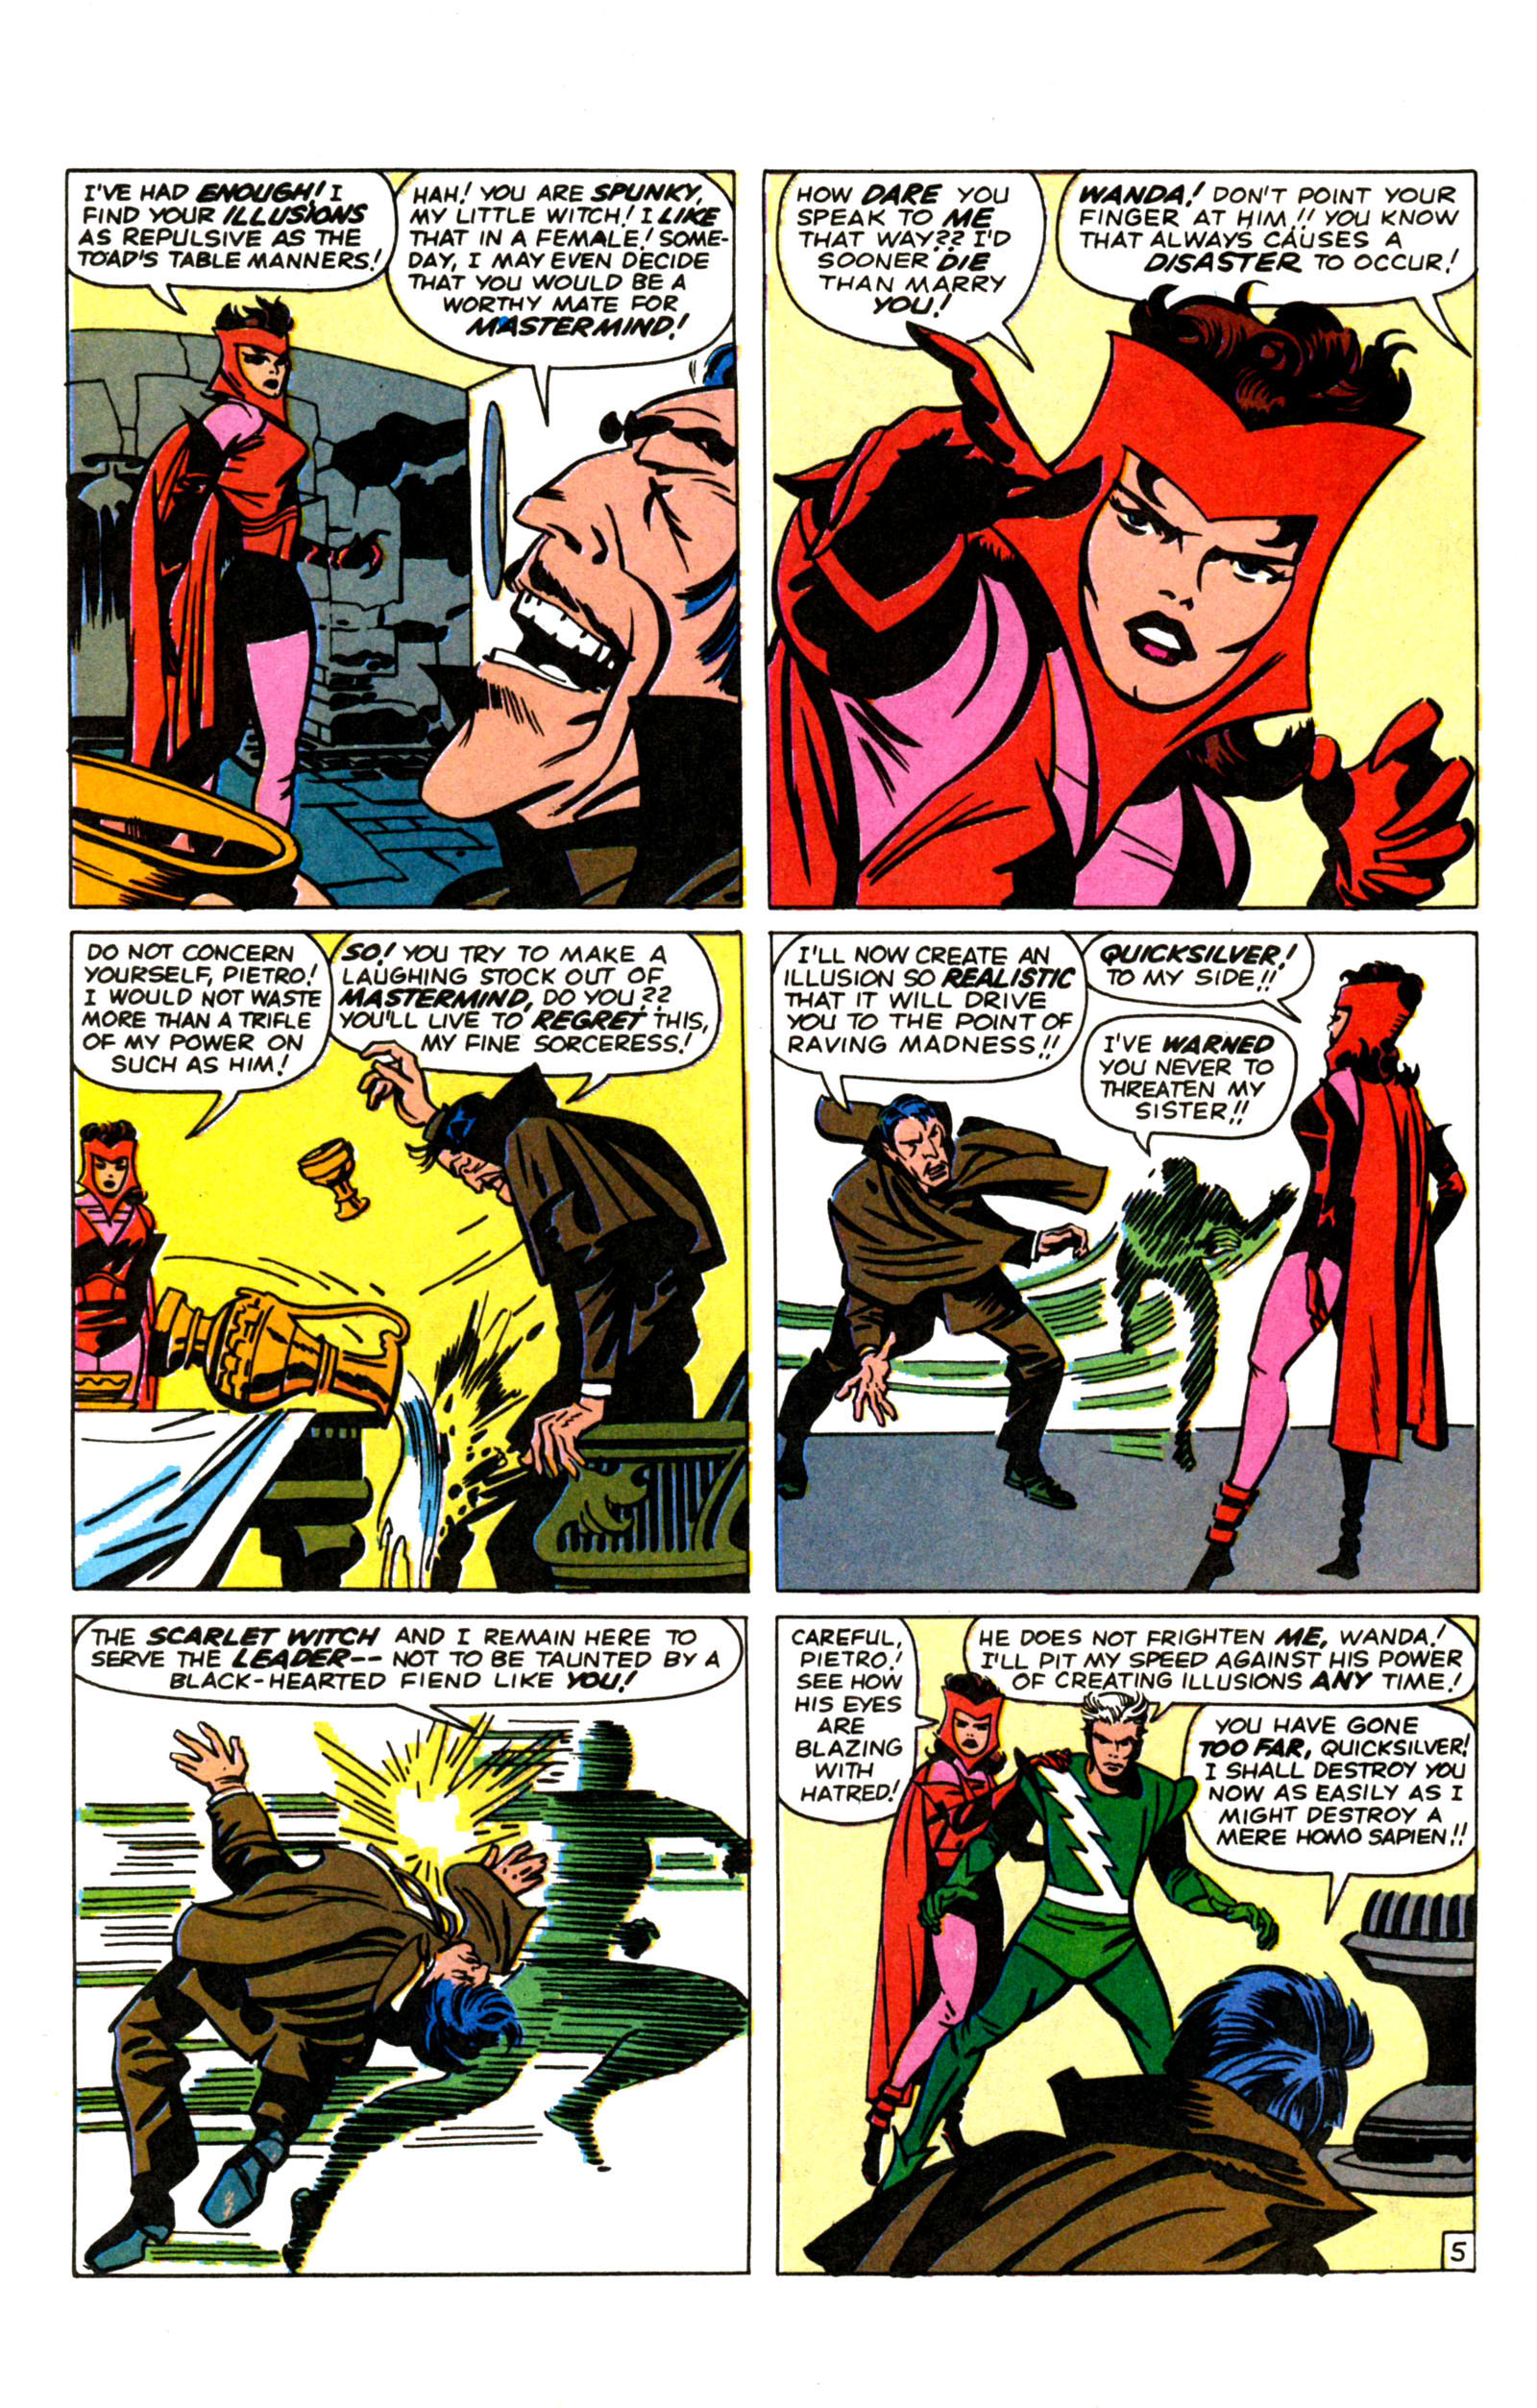 I'VE HAD ENOUGH! I
FIND YOUR ILLUSIONS
AS REPULSIVE AS THE
TOAD'S TABLE MANNERS!
HAH! YOU ARE SPUNKY,
MY LITTLE WITCH! I LIKE
THAT IN A FEMALE! SOME-
DAY, I MAY EVEN DECIDE
THAT YOU WOULD BE A
WORTHY MATE FOR
MASTERMIND!
HOW DARE YOU
SPEAK TO ME
THAT WAY?? I'D
SOONER DIE
THAN MARRY
YOU!
WANDA! DON'T POINT YOUR
FINGER AT HIM!! YOU KNOW
THAT ALWAYS CAUSES A
DISASTER TO OCCUR!
DO NOT CONCERN
YOURSELF, PIETRO!
I WOULD NOT WASTE
MORE THAN A TRIFLE
OF MY POWER ON
SUCH AS HIM!
SO! YOU TRY TO MAKE A
LAUGHING STOCK OUT OF
MASTERMIND, DO YOU??
YOU'LL LIVE TO REGRET THIS,
MY FINE SORCERESS!
I'LL NOW CREATE AN
ILLUSION SO REALISTIC
THAT IT WILL DRIVE
YOU TO THE POINT OF
RAVING MADNESS!!
QUICKSILVER!
TO MY SIDE!!
I'VE WARNED
YOU NEVER TO
THREATEN MY
SISTER!!
THE SCARLET WITCH AND I REMAIN HERE TO
SERVE THE LEADER-- NOT TO BE TAUNTED BY A
BLACK-HEARTED FIEND LIKE YOU!
CAREFUL,
PIETRO!
SEE HOW
HIS EYES
ARE
BLAZING
WITH
HATRED!
HE DOES NOT FRIGHTEN ME, WANDA!
I'LL PIT MY SPEED AGAINST HIS POWER
OF CREATING ILLUSIONS ANY TIME!
YOU HAVE GONE
TOO FAR, QUICKSILVER!
I SHALL DESTROY YOU
NOW AS EASILY AS I
MIGHT DESTROY A
MERE HOMO SAPIEN!!
5